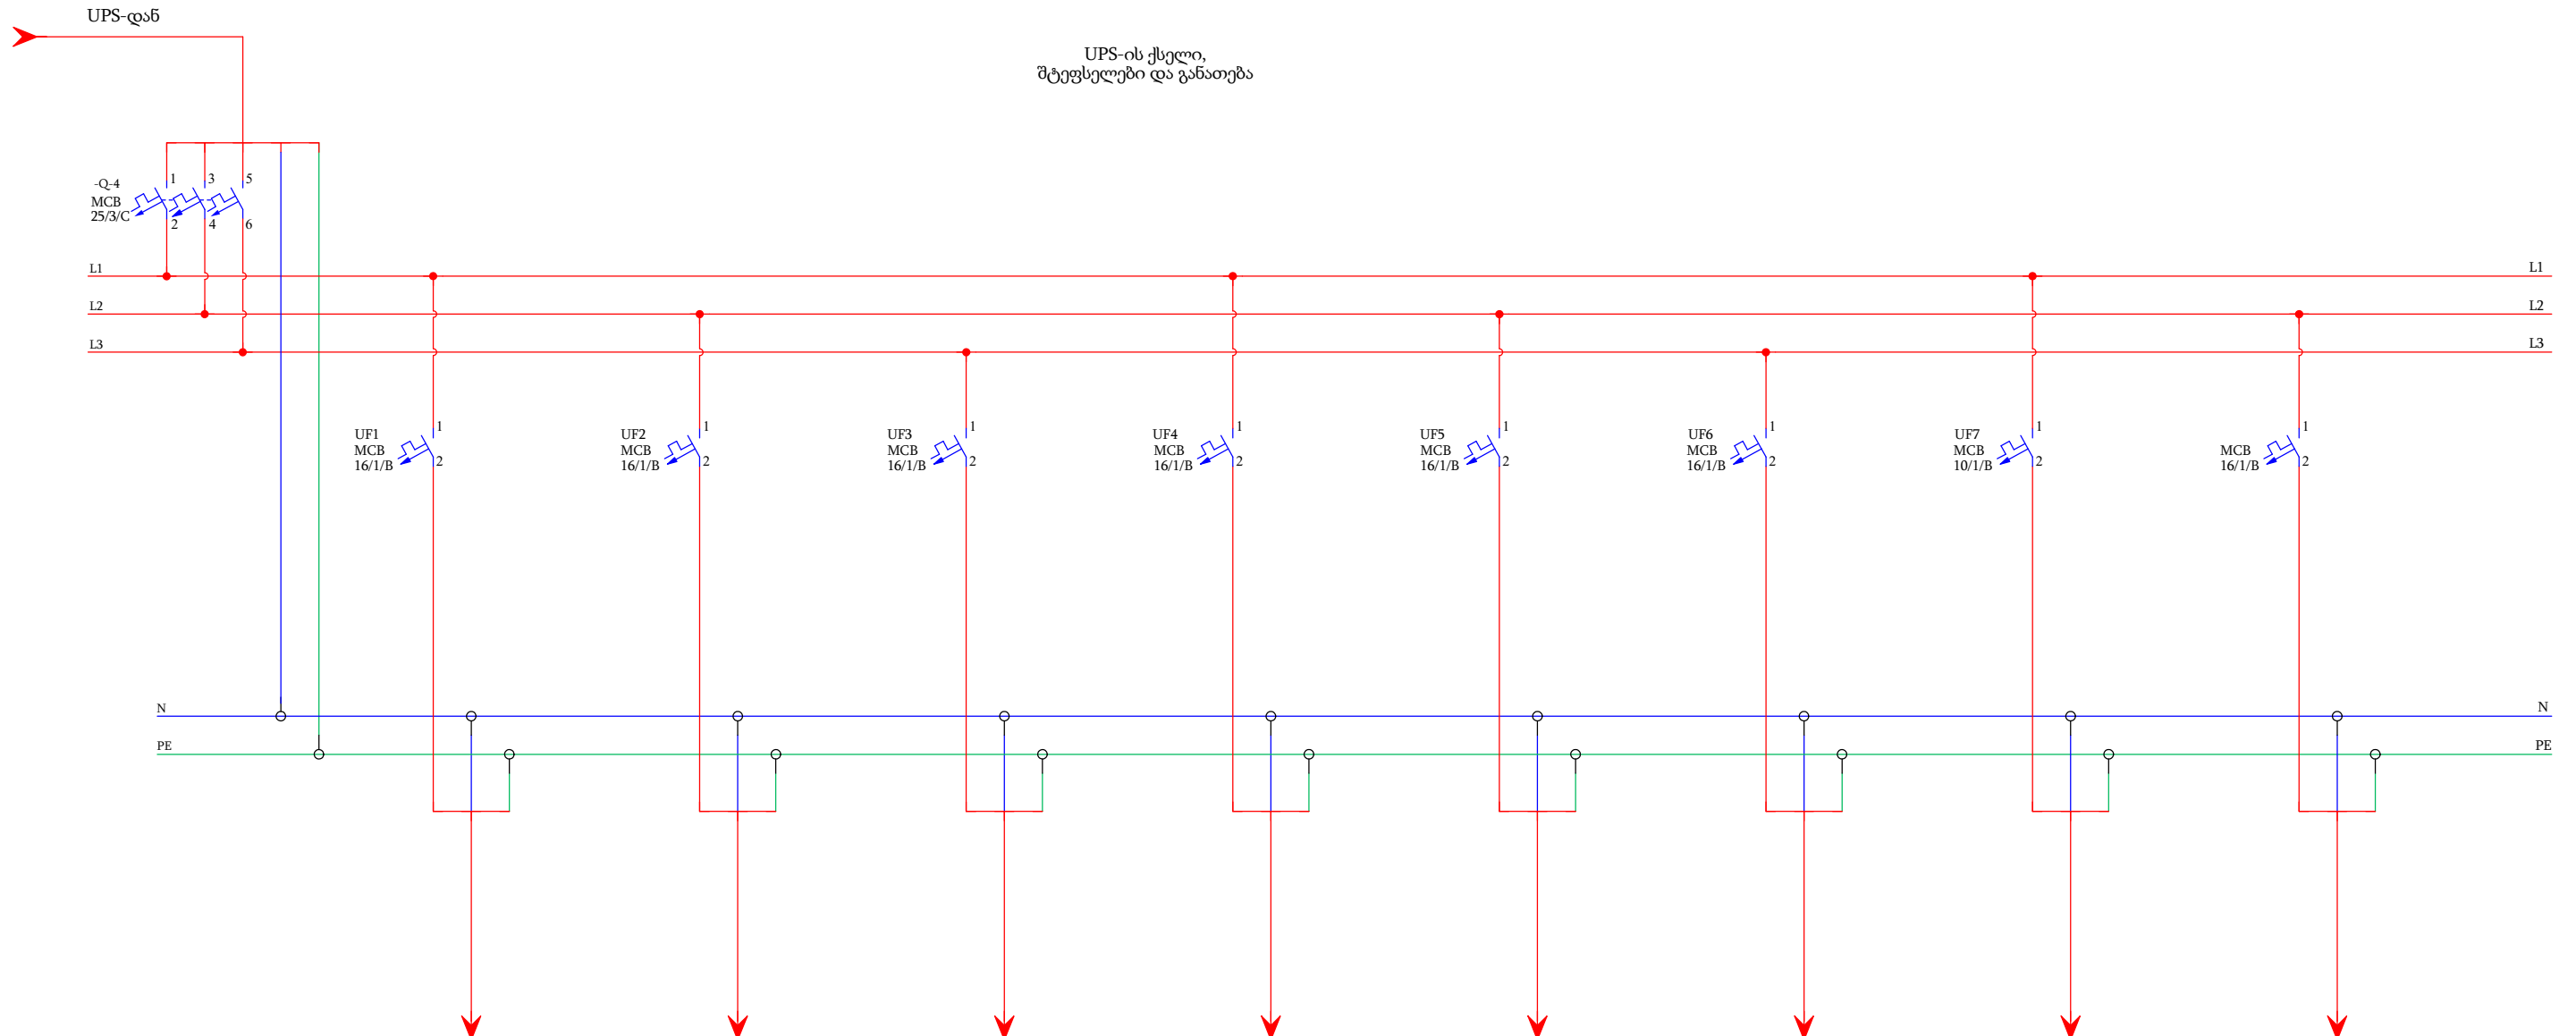 UPS-დან
UPS-ის ქსელი,
შტეფსელები და განათება
-Q-4
MCB
25/3/C
1
3
5
2
4
6
L1
L1
L2
L2
L3
L3
UF1
MCB
16/1/B
1
2
UF2
MCB
16/1/B
1
2
UF3
MCB
16/1/B
1
2
UF4
MCB
16/1/B
1
2
UF5
MCB
16/1/B
1
2
UF6
MCB
16/1/B
1
2
UF7
MCB
10/1/B
1
2
MCB
16/1/B
1
2
N
N
PE
PE